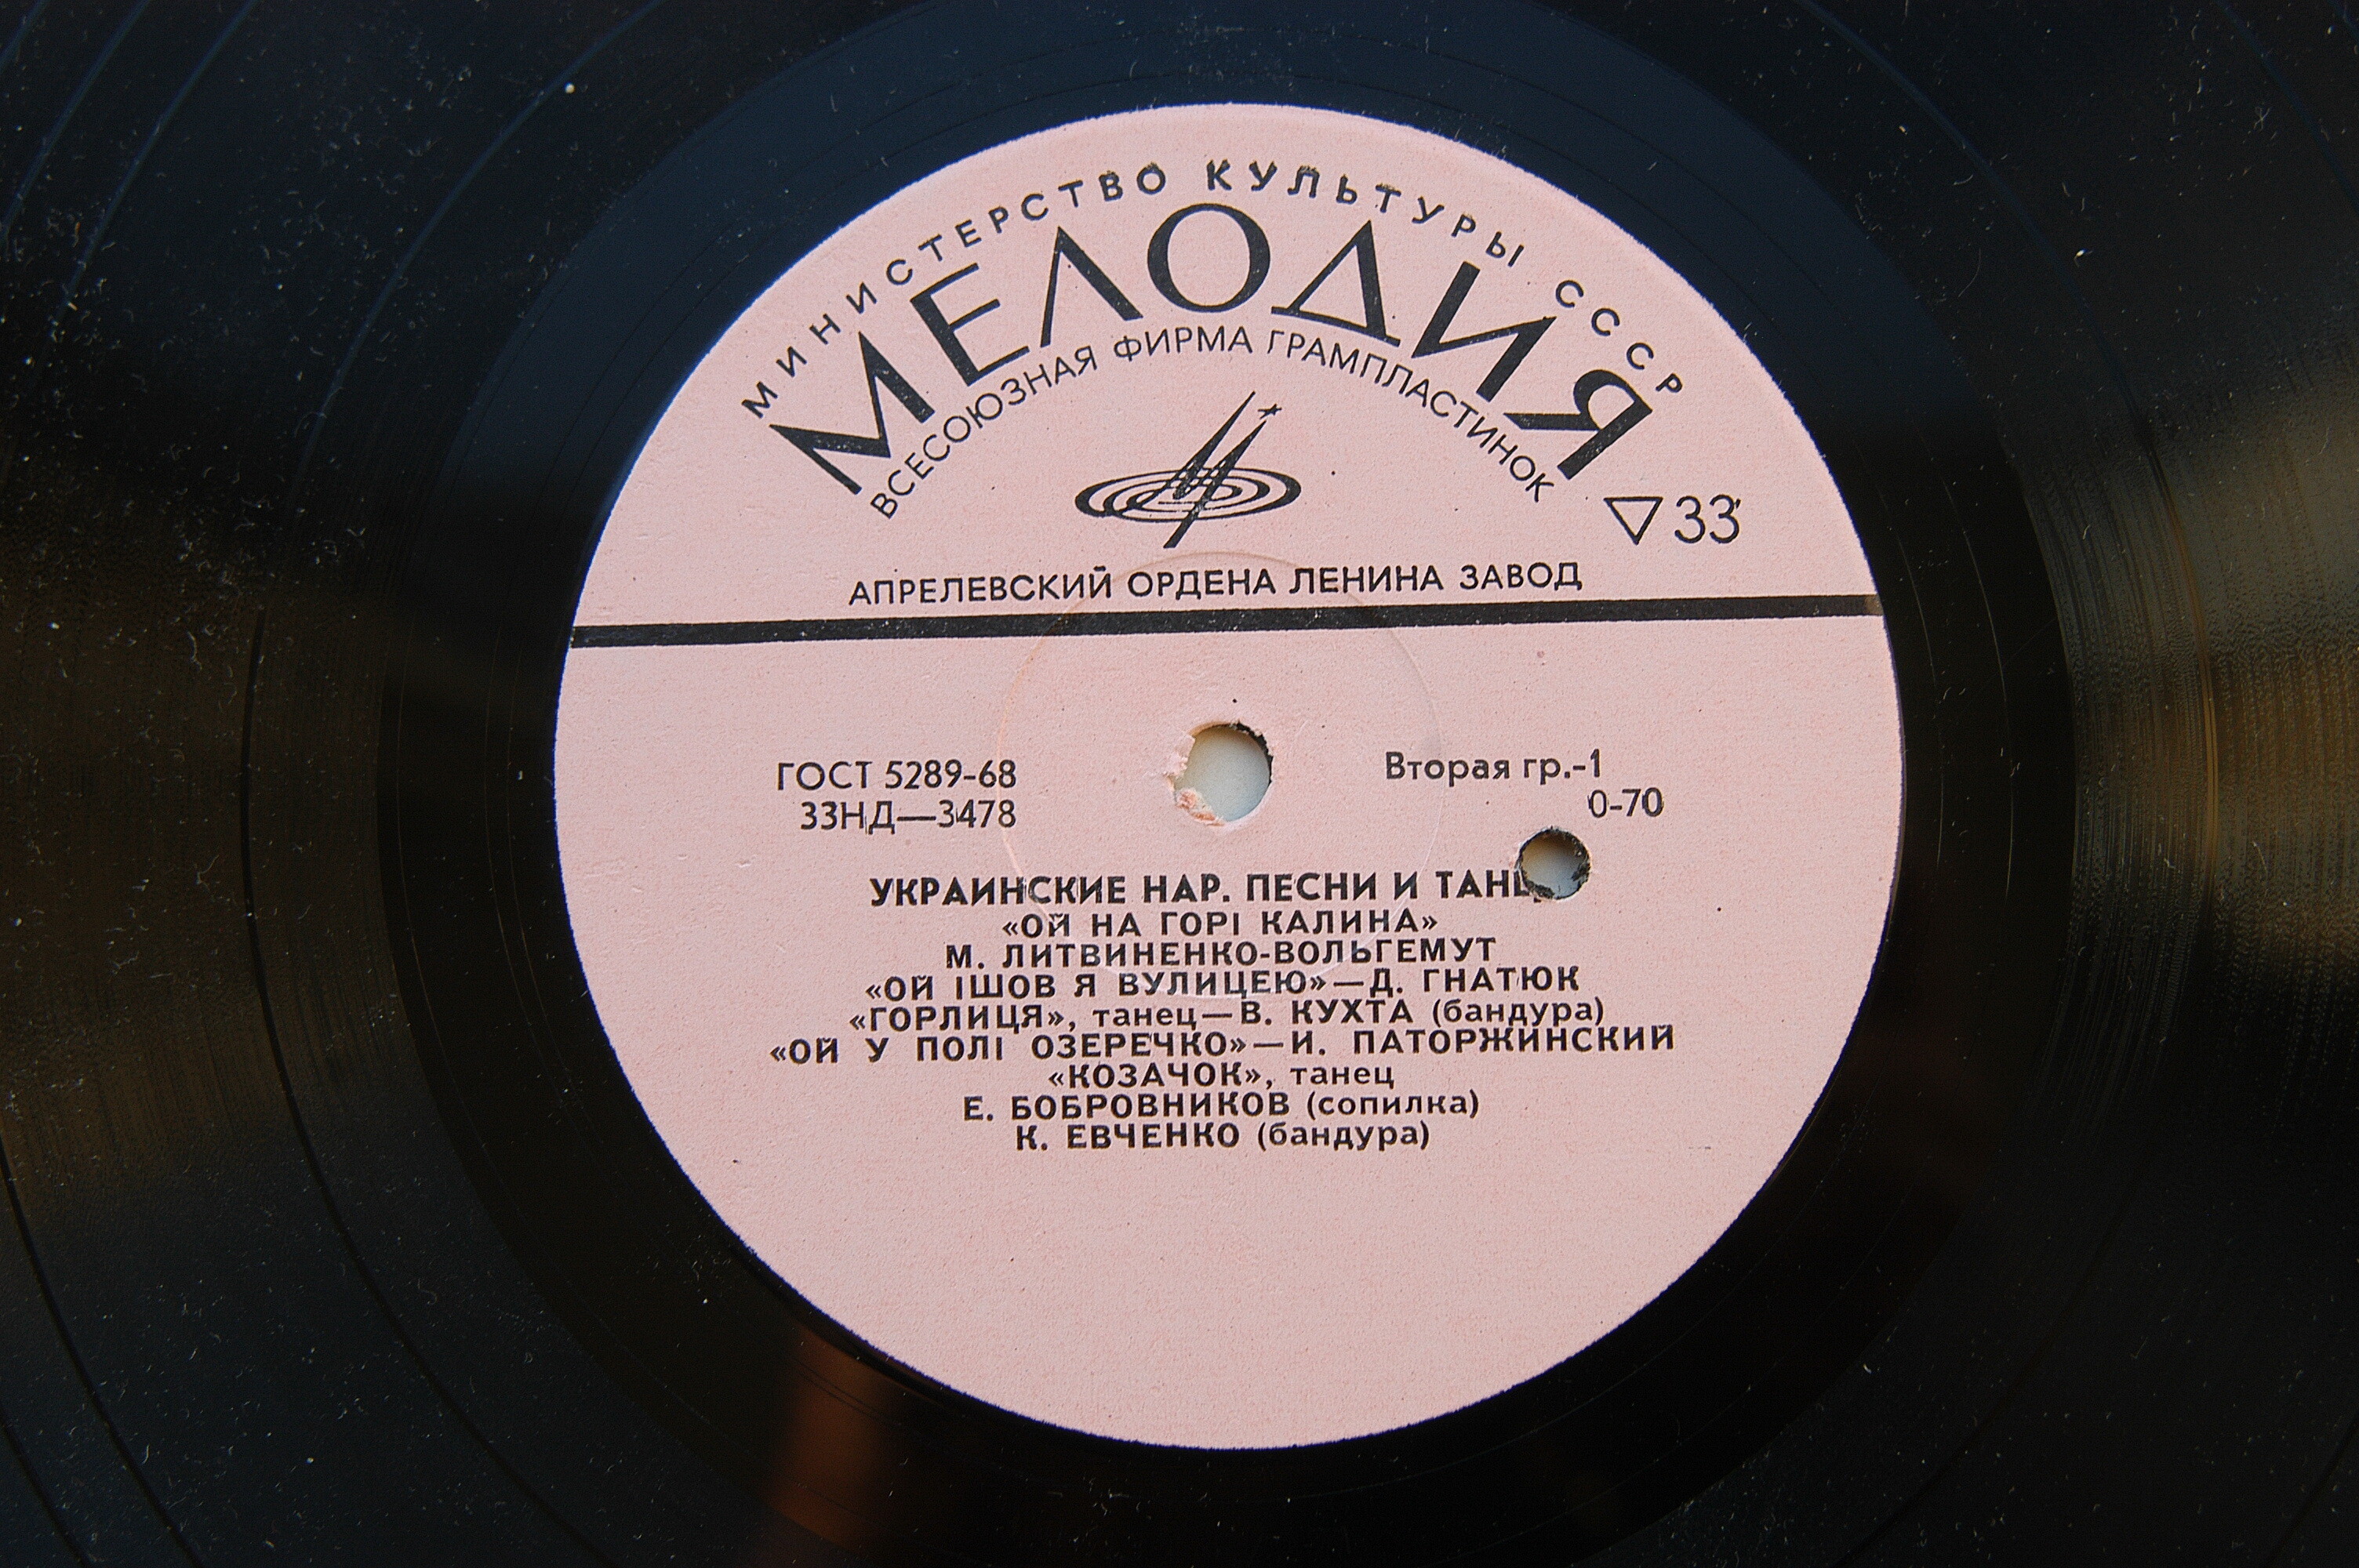 МИНИСТЕРСТВО КУЛЬТУРЫ СССР
МЕЛОДИЯ
ВСЕСОЮЗНАЯ ФИРМА ГРАМПЛАСТИНОК
33
АПРЕЛЕВСКИЙ ОРДЕНА ЛЕНИНА ЗАВОД
ГОСТ 5289-68
33НД—3478
Вторая гр.-1
0-70
УКРАИНСКИЕ НАР. ПЕСНИ И
«ОЙ НА ГОРІ КАЛИНА»
М. ЛИТВИНЕНКО-ВОЛЬГЕМУТ
«ОЙ ІШОВ Я ВУЛИЦЕЮ»—Д. ГНАТЮК
«ГОРЛИЦЯ», танец—В. КУХТА (бандура)
«ОЙ У ПОЛІ ОЗЕРЕЧКО»—И. ПАТОРЖИНСКИЙ
«КОЗАЧОК», танец
Е. БОБРОВНИКОВ (сопилка)
К. ЕВЧЕНКО (бандура)